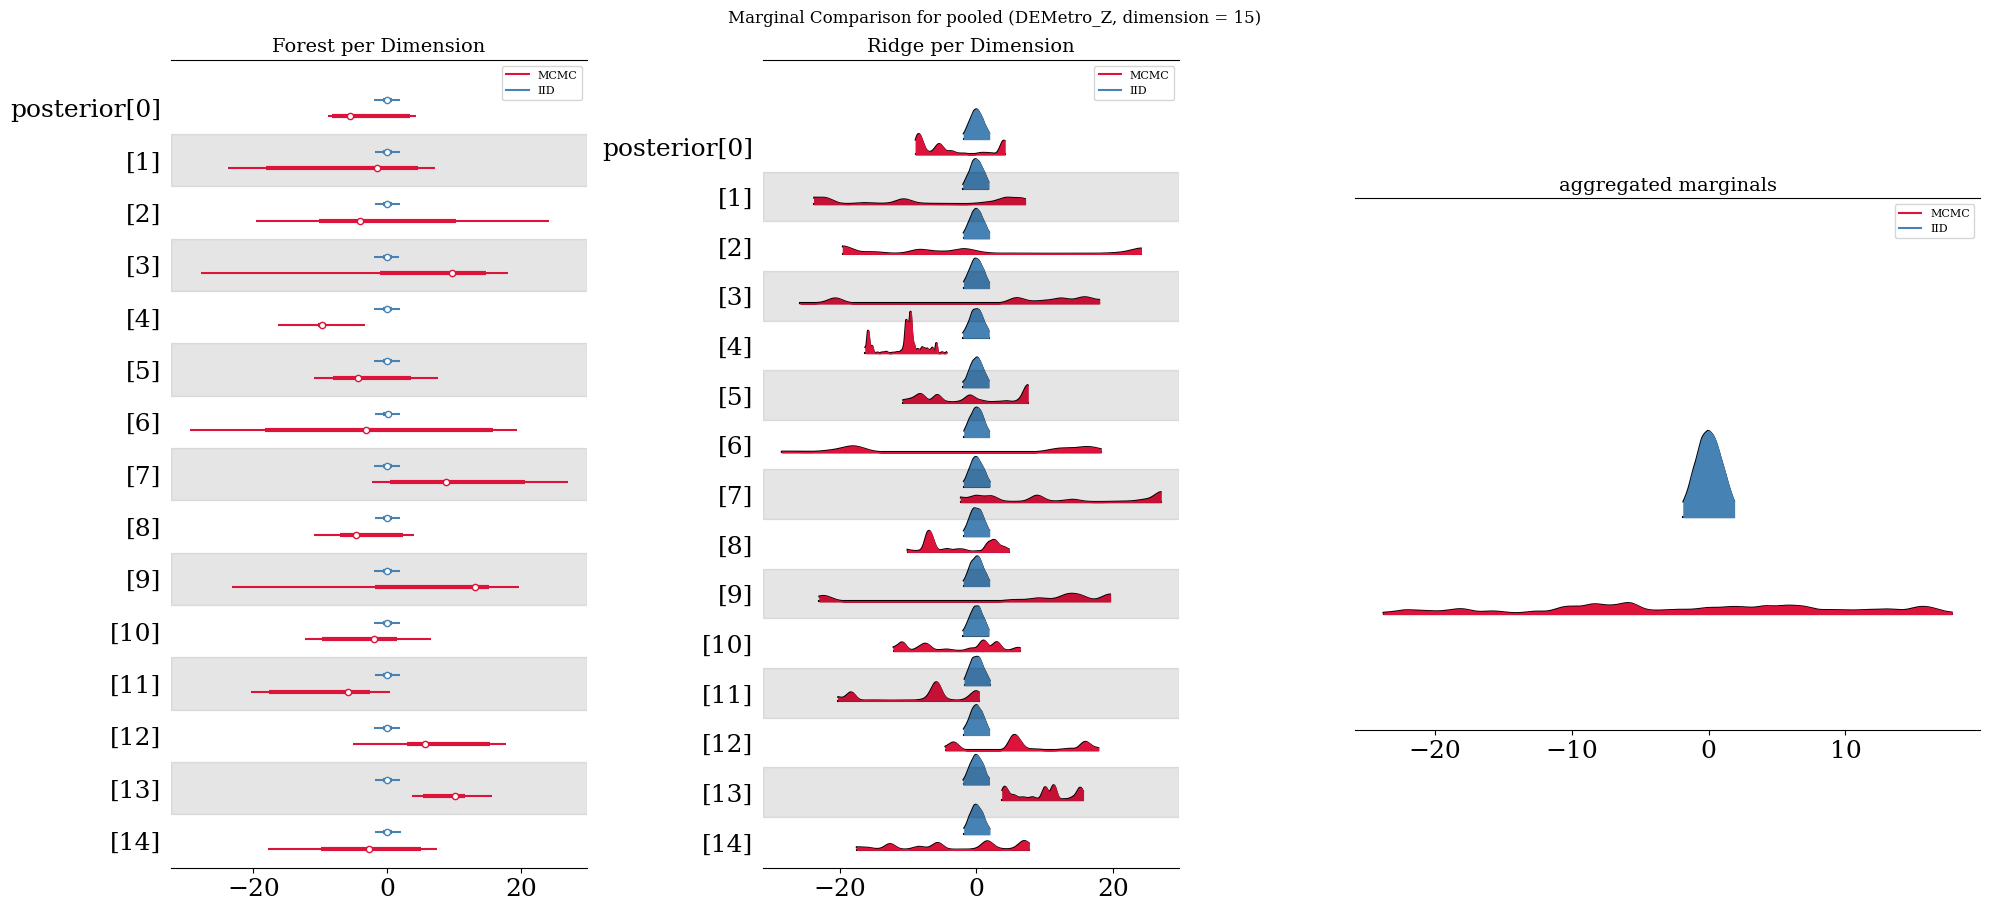 Marginal Comparison for pooled (DEMetro_Z, dimension = 15)
Forest per Dimension
MCMC
IID
posterior[0]
[1]
[2]
[3]
[4]
[5]
[6]
[7]
[8]
[9]
[10]
[11]
[12]
[13]
[14]
−20 0 20
Ridge per Dimension
MCMC
IID
posterior[0]
[1]
[2]
[3]
[4]
[5]
[6]
[7]
[8]
[9]
[10]
[11]
[12]
[13]
[14]
−20 0 20
aggregated marginals
MCMC
IID
−20 −10 0 10